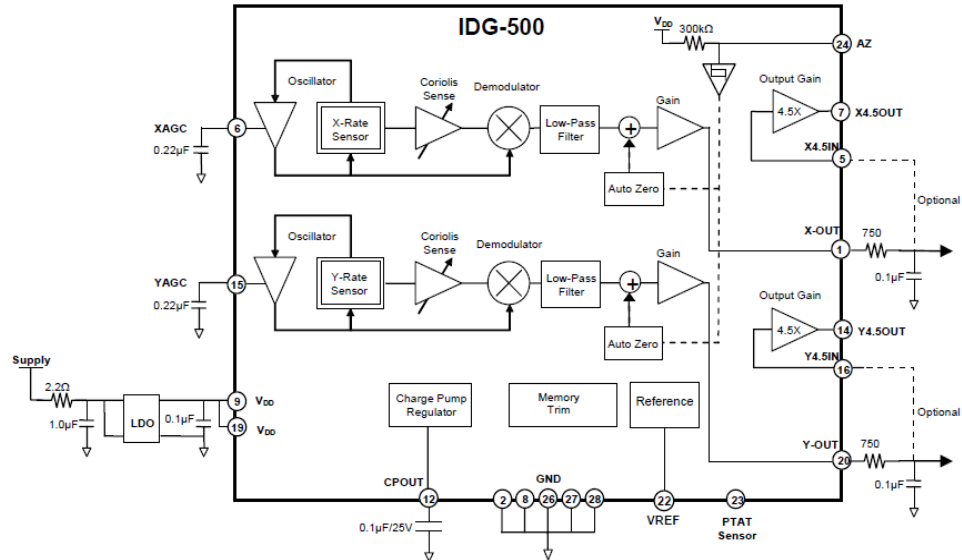 IDG-500
VDD
300kΩ
24
AZ
Oscillator
Coriolis
Sense
Demodulator
Gain
Output Gain
XAGC
6
0.22µF
X-Rate
Sensor
Low-Pass
Filter
+
Auto Zero
4.5X
7
X4.5OUT
X4.5IN
5
Optional
X-OUT
1
750
0.1µF
Oscillator
Coriolis
Sense
Demodulator
Gain
YAGC
15
0.22µF
Y-Rate
Sensor
Low-Pass
Filter
+
Auto Zero
Output Gain
4.5X
14
Y4.5OUT
Y4.5IN
16
Optional
Supply
2.2Ω
1.0µF
LDO
0.1µF
9
VDD
19
VDD
Charge Pump
Regulator
Memory
Trim
Reference
Y-OUT
20
750
0.1µF
CPOUT
12
0.1µF/25V
GND
2
8
26
27
28
22
VREF
23
PTAT
Sensor